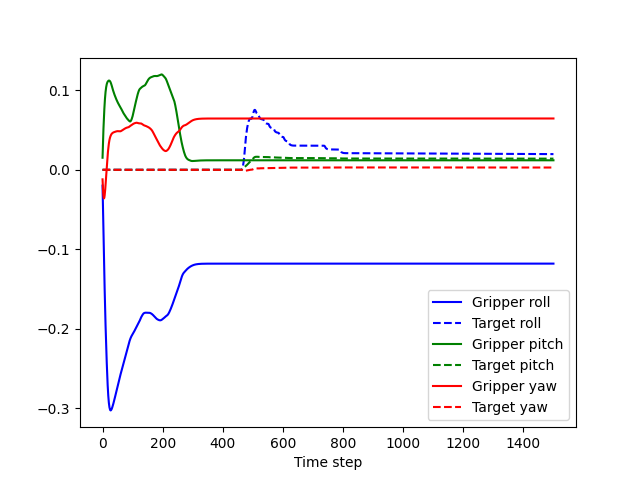 0.1
0.0
−0.1
−0.2
−0.3
0 200 400 600 800 1000 1200 1400
Time step
Gripper roll
Target roll
Gripper pitch
Target pitch
Gripper yaw
Target yaw